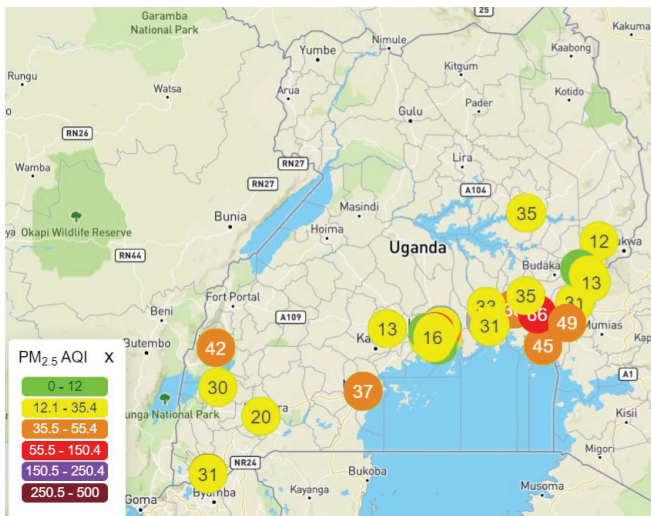 Garamba
National Park
25
Nimule
Kakuma
Yumbe
Kaabong
Rungu
Kitgum
Watsa
Arua
Pader
Kotido
Gulu
RN26
Wamba
Lira
RN27
A104
RN27
Masindi
35
Bunia
Okapi Wildlife Reserve
Hoima
12
Uganda
RN44
Budaka
13
Fort Portal
35
31
Beni
A109
66
49
Mumias
13
16
31
Butembo
42
45
PM2.5 AQI X
30
37
A1
0 - 12
20
12.1 - 35.4
Kisii
35.5 - 55.4
55.5 - 150.4
Migori
150.5 - 250.4
31
NR24
Bukoba
250.5 - 500
Goma
Byumba
Kayanga
Musoma